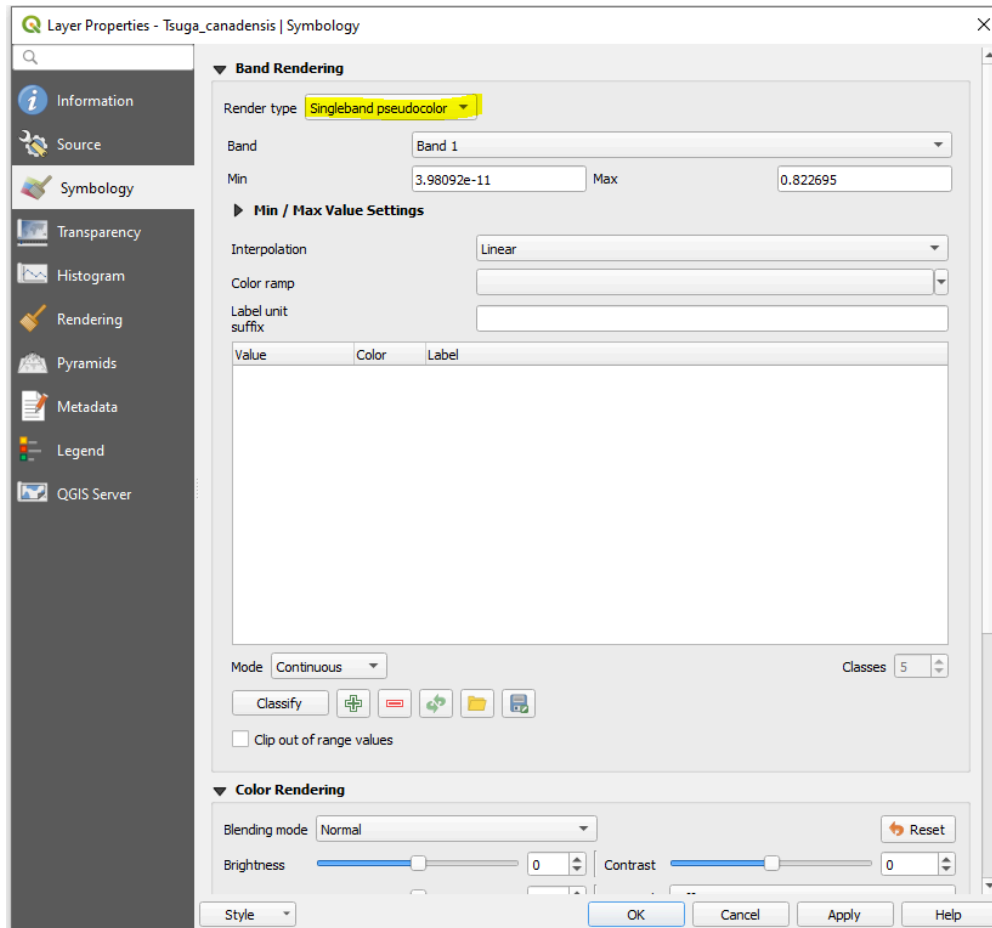 Layer Properties - Tsuga_canadensis | Symbology
Information
Source
Symbology
Transparency
Histogram
Rendering
Pyramids
Metadata
Legend
QGIS Server
Band Rendering
Render type Singleband pseudocolor
Band Band 1
Min 3.98092e-11 Max 0.822695
Min / Max Value Settings
Interpolation Linear
Color ramp
Label unit
suffix
Value Color Label
Mode Continuous Classes 5
Classify
Clip out of range values
Color Rendering
Blending mode Normal Reset
Brightness 0 Contrast 0
Style OK Cancel Apply Help